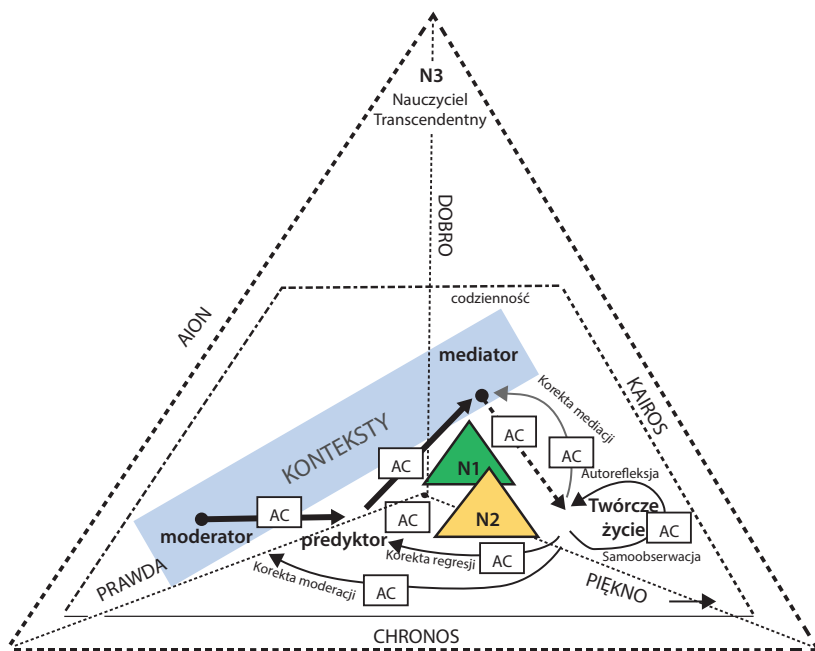 N3
Nauczyciel
Transcendentny
DOBRO
AION
codzienność
mediator
KAIROS
Korekta mediacji
KONTEKSTY
AC
AC
AC
N1
Autorefleksja
AC
AC
N2
Twórcze
życie
AC
moderator
predyktor
Samoobserwacja
PRAWDA
Korekta regresji
AC
Korekta moderacji
AC
PIĘKNO
CHRONOS